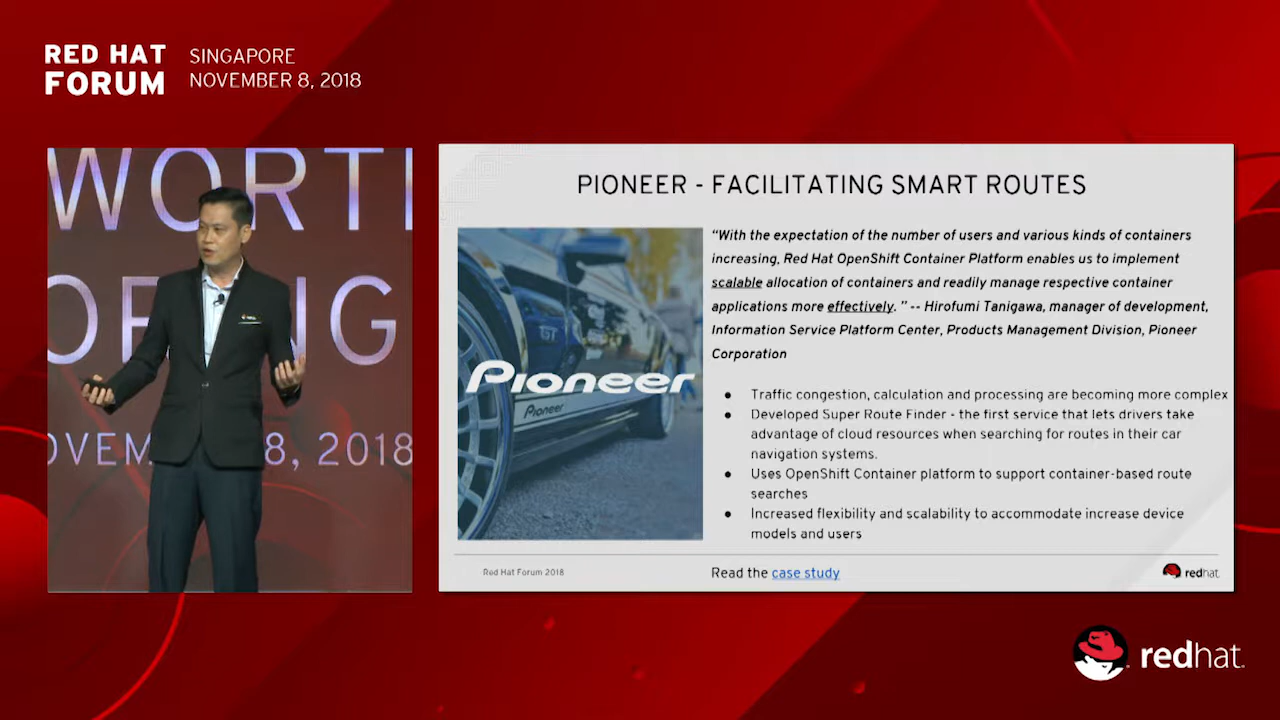 RED HAT
FORUM
SINGAPORE
NOVEMBER 8, 2018
WORT
NG
8, 2018
PIONEER - FACILITATING SMART ROUTES
“With the expectation of the number of users and various kinds of containers
increasing, Red Hat OpenShift Container Platform enables us to implement
scalable allocation of containers and readily manage respective container
applications more effectively. ” -- Hirofumi Tanigawa, manager of development,
Information Service Platform Center, Products Management Division, Pioneer
Corporation
Pioneer
Pioneer
● Traffic congestion, calculation and processing are becoming more complex
● Developed Super Route Finder - the first service that lets drivers take
advantage of cloud resources when searching for routes in their car
navigation systems.
● Uses OpenShift Container platform to support container-based route
searches
● Increased flexibility and scalability to accommodate increase device
models and users
Red Hat Forum 2018
Read the case study
redhat.
redhat.